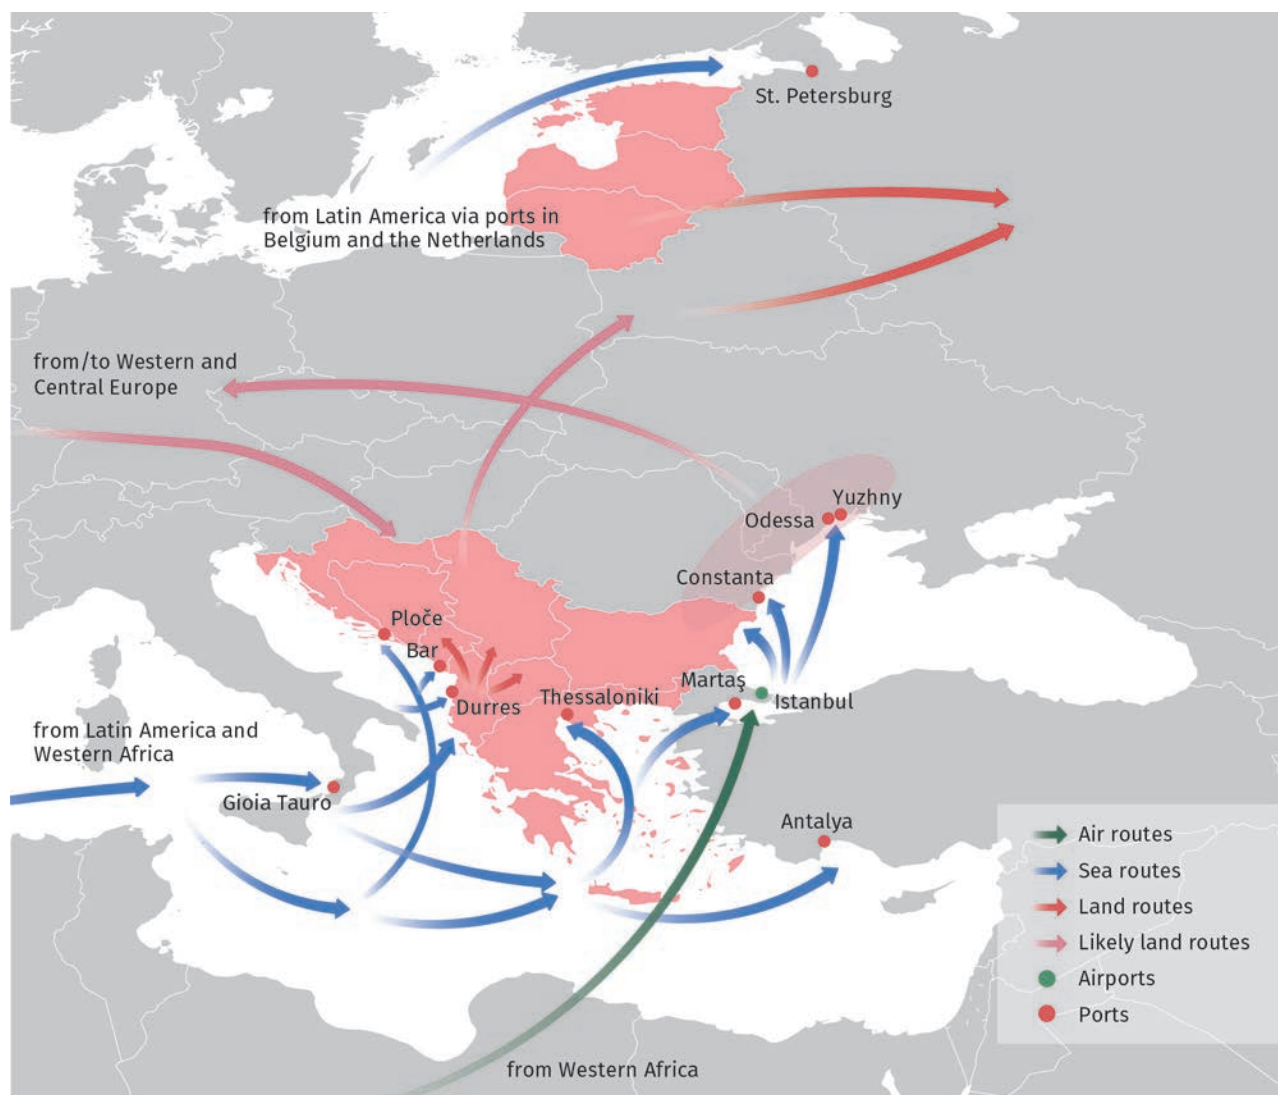 St. Petersburg
from Latin America via ports in
Belgium and the Netherlands
from/to Western and
Central Europe
Yuzhny
Odessa
Constanta
Ploče
Bar
Martaş
Durres
Thessaloniki
Istanbul
from Latin America and
Western Africa
Gioia Tauro
Antalya
Air routes
Sea routes
Land routes
Likely land routes
Airports
Ports
from Western Africa